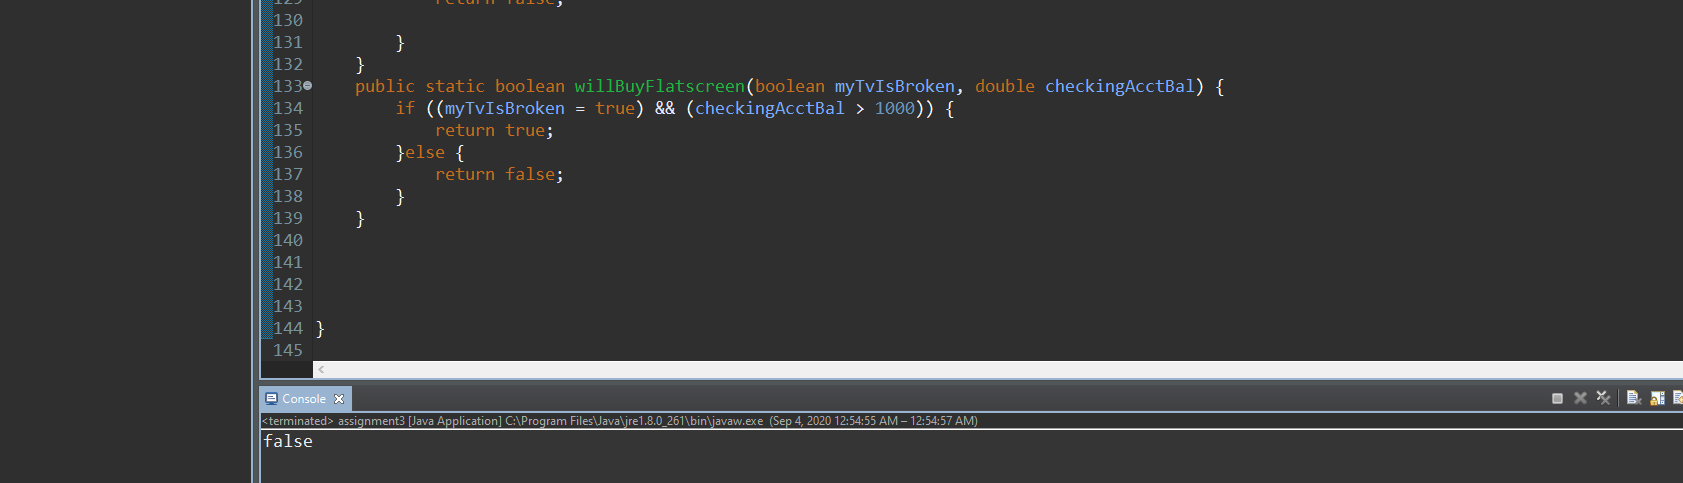 129 return false;
130
131 }
132 }
133 public static boolean willBuyFlatscreen(boolean myTvIsBroken, double checkingAcctBal) {
134 if ((myTvIsBroken = true) && (checkingAcctBal > 1000)) {
135 return true;
136 }else {
137 return false;
138 }
139 }
140
141
142
143
144 }
145
Console
<terminated> assignment3 [Java Application] C:\Program Files\Java\jre1.8.0_261\bin\javaw.exe (Sep 4, 2020 12:54:55 AM – 12:54:57 AM)
false